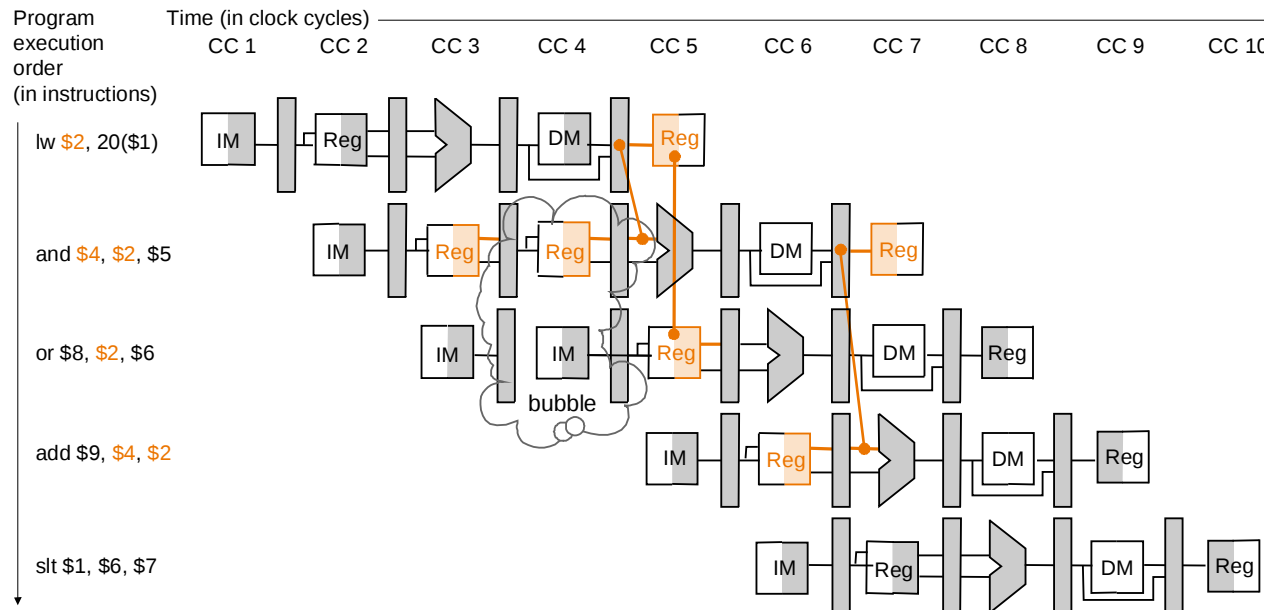 Program
execution
order
(in instructions)
Time (in clock cycles)
CC 1 CC 2 CC 3 CC 4 CC 5 CC 6 CC 7 CC 8 CC 9 CC 10
lw $2, 20($1)
IM Reg DM Reg
and $4, $2, $5
IM Reg Reg DM Reg
or $8, $2, $6
IM IM Reg DM Reg
bubble
add $9, $4, $2
IM Reg DM Reg
slt $1, $6, $7
IM Reg DM Reg